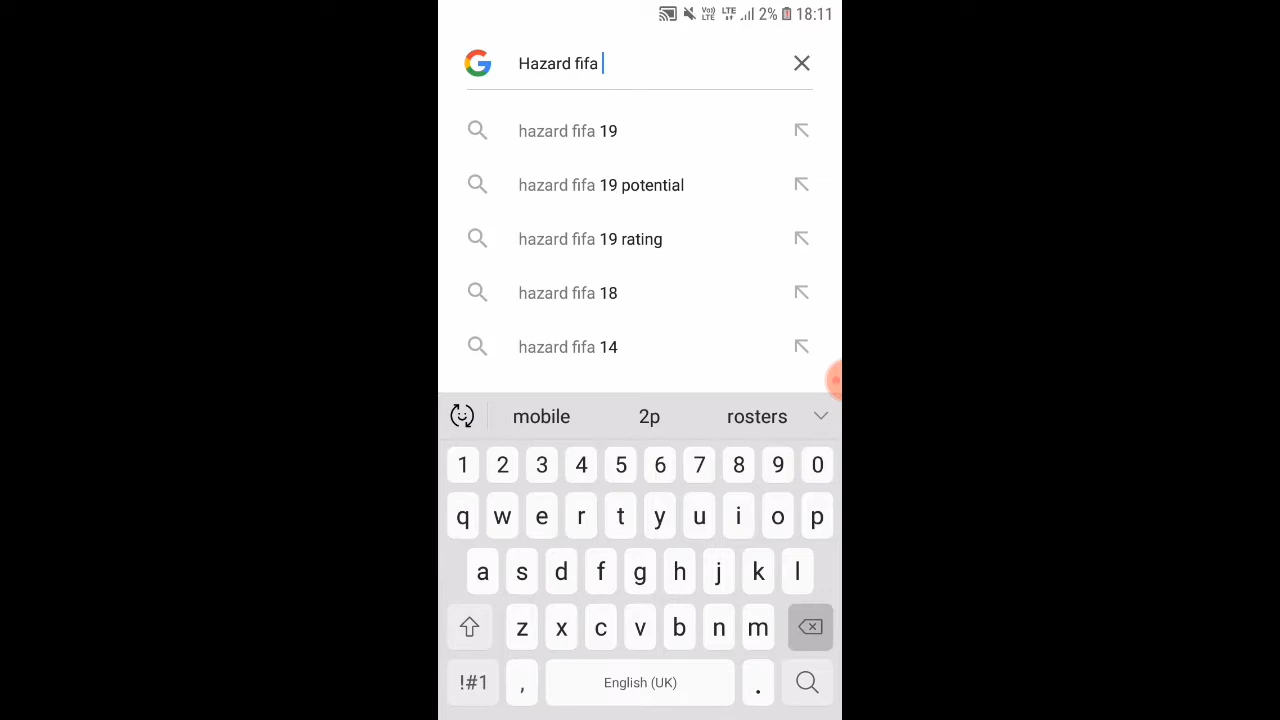 VoLTE LTE 2% 18:11
Hazard fifa
hazard fifa 19
hazard fifa 19 potential
hazard fifa 19 rating
hazard fifa 18
hazard fifa 14
mobile 2p rosters
1 2 3 4 5 6 7 8 9 0
q w e r t y u i o p
a s d f g h j k l
z x c v b n m
!#1 , English (UK) .